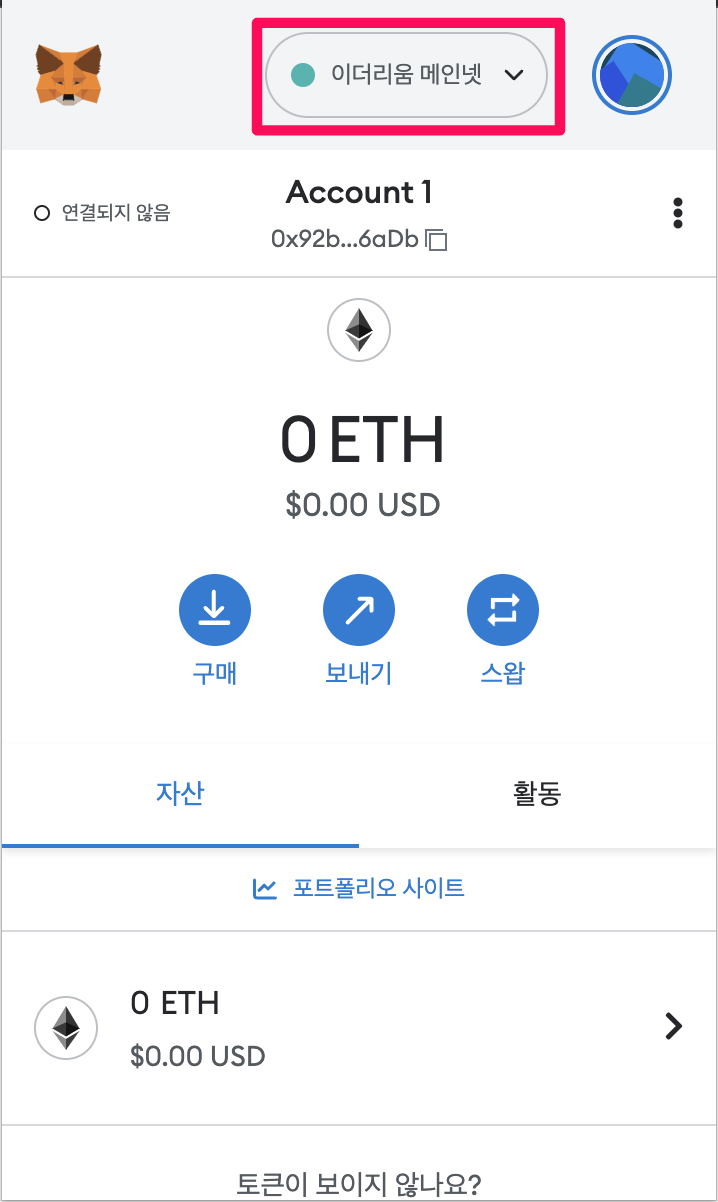 이더리움 메인넷
연결되지 않음
Account 1
0x92b...6aDb
0 ETH
$0.00 USD
구매
보내기
스왑
자산
활동
포트폴리오 사이트
0 ETH
$0.00 USD
토큰이 보이지 않나요?